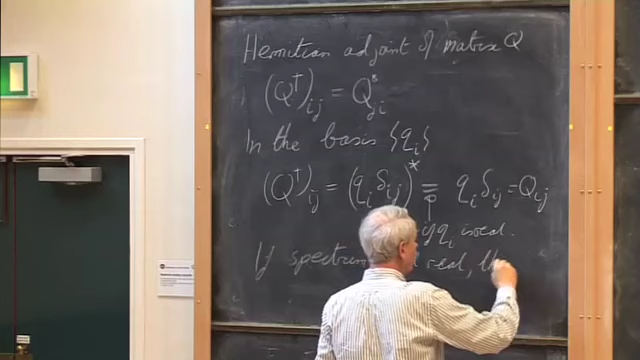 Hermitian adjoint of matrix Q
(Q†)ij = Q*ji
In the basis {qi}
(Q†)ij = (qi δij)* = qi δij = Qij
if qi is real.
If spectrum real, th